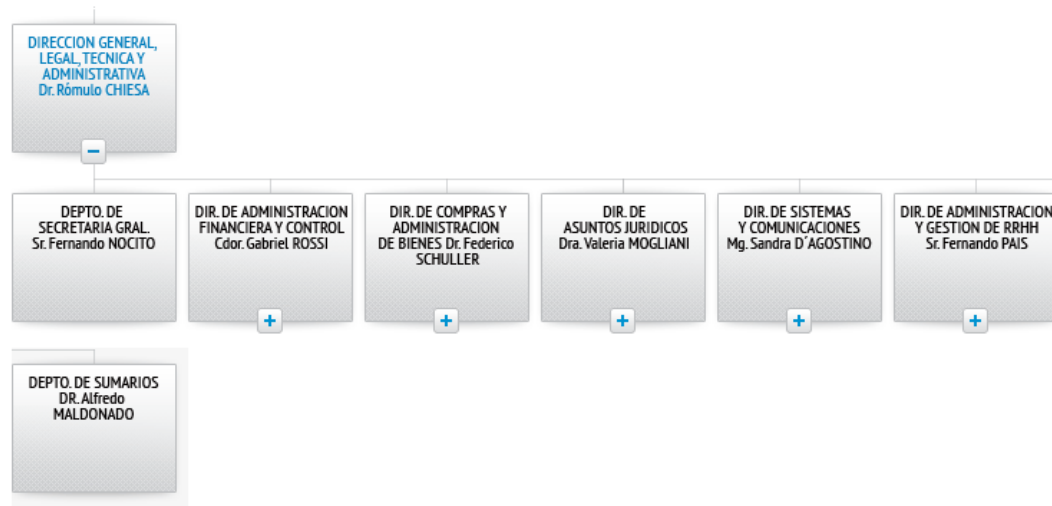 DIRECCION GENERAL,
LEGAL, TECNICA Y
ADMINISTRATIVA
Dr. Rómulo CHIESA
DEPTO. DE
SECRETARIA GRAL.
Sr. Fernando NOCITO
DIR. DE ADMINISTRACION
FINANCIERA Y CONTROL
Cdor. Gabriel ROSSI
DIR. DE COMPRAS Y
ADMINISTRACION
DE BIENES Dr. Federico
SCHULLER
DIR. DE
ASUNTOS JURIDICOS
Dra. Valeria MOGLIANI
DIR. DE SISTEMAS
Y COMUNICACIONES
Mg. Sandra D´AGOSTINO
DIR. DE ADMINISTRACION
Y GESTION DE RRHH
Sr. Fernando PAIS
DEPTO. DE SUMARIOS
DR. Alfredo
MALDONADO